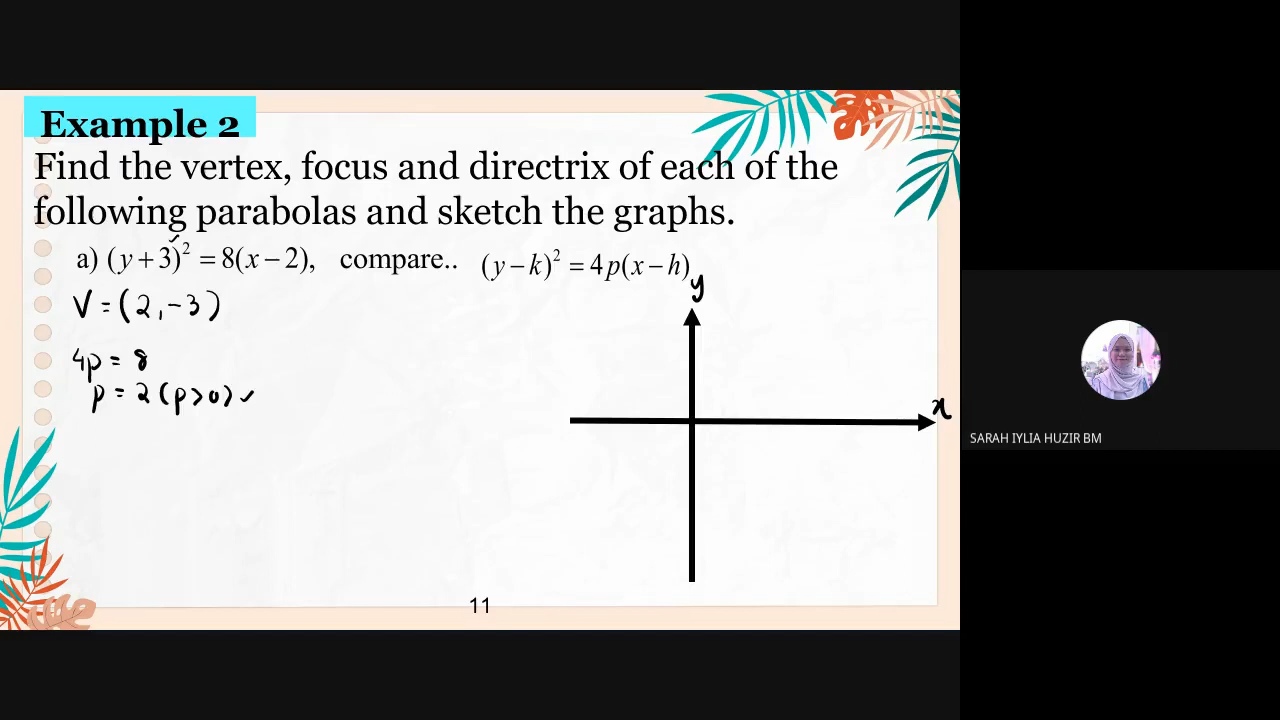 Example 2
Find the vertex, focus and directrix of each of the
following parabolas and sketch the graphs.
a) (y+3)² = 8(x−2), compare.. (y−k)² = 4p(x−h)
V = (2, −3)
4p = 8
p = 2 (p>0) ✓
y
x
11
SARAH IYLIA HUZIR BM